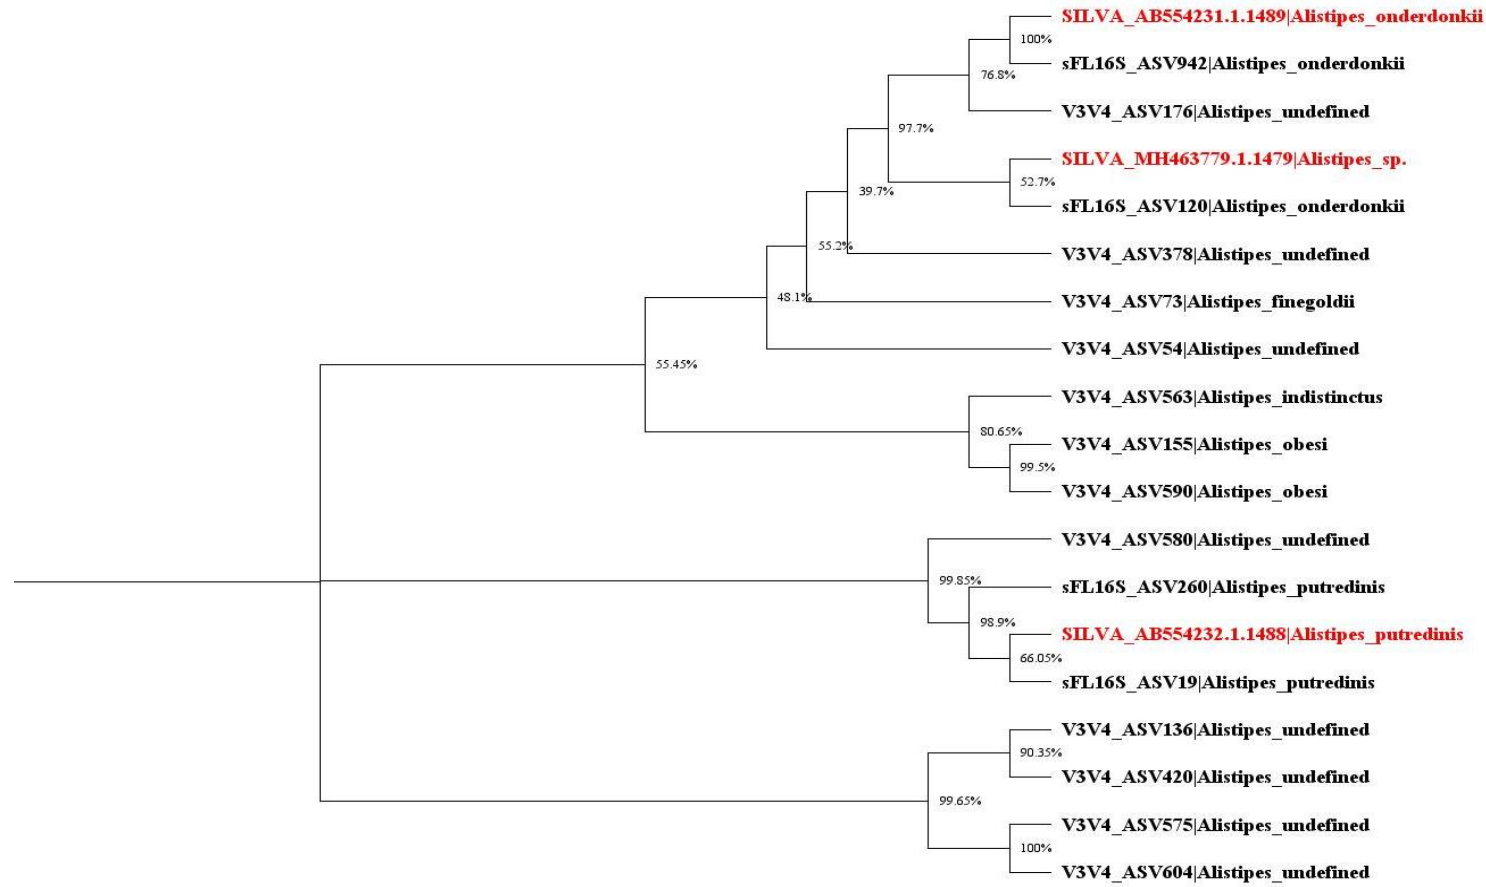 SILVA_AB554231.1.1489|Alistipes_onderdonkii
100%
sFL16S_ASV942|Alistipes_onderdonkii
76.8%
V3V4_ASV176|Alistipes_undefined
97.7%
SILVA_MH463779.1.1479|Alistipes_sp.
52.7%
39.7%
sFL16S_ASV120|Alistipes_onderdonkii
55.2%
V3V4_ASV378|Alistipes_undefined
48.1%
V3V4_ASV73|Alistipes_finegoldii
V3V4_ASV54|Alistipes_undefined
55.45%
V3V4_ASV563|Alistipes_indistinctus
80.65%
V3V4_ASV155|Alistipes_obesi
99.5%
V3V4_ASV590|Alistipes_obesi
V3V4_ASV580|Alistipes_undefined
99.85%
sFL16S_ASV260|Alistipes_putredinis
98.9%
SILVA_AB554232.1.1488|Alistipes_putredinis
66.05%
sFL16S_ASV19|Alistipes_putredinis
V3V4_ASV136|Alistipes_undefined
90.35%
V3V4_ASV420|Alistipes_undefined
99.65%
V3V4_ASV575|Alistipes_undefined
100%
V3V4_ASV604|Alistipes_undefined